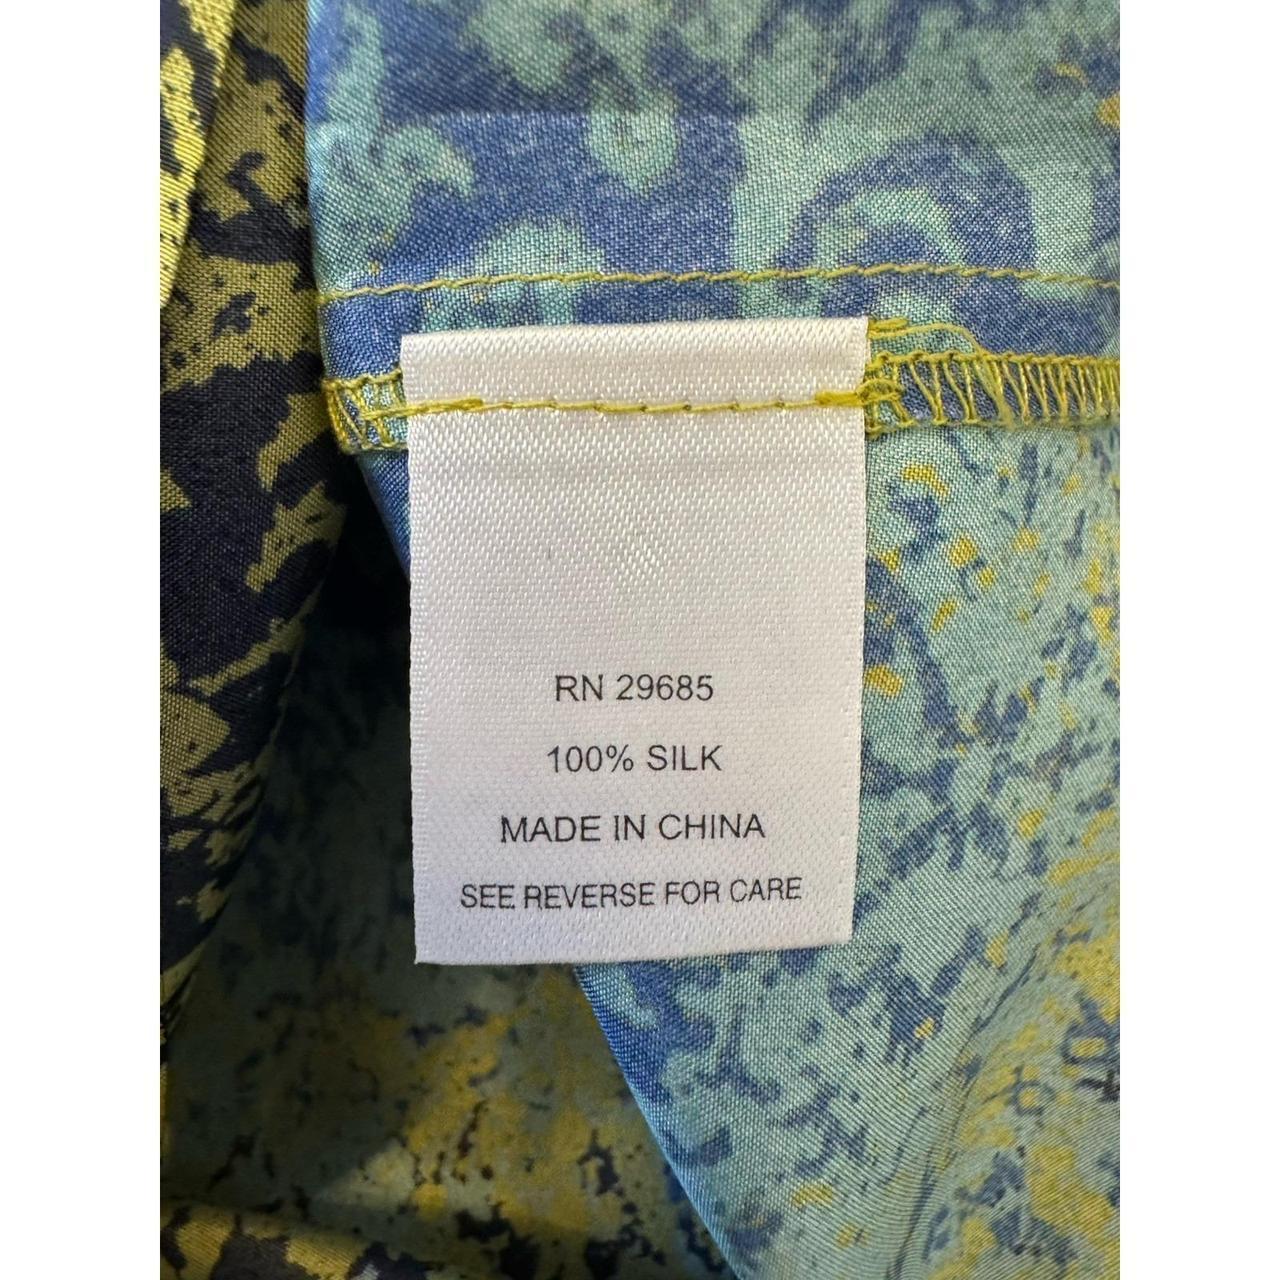 RN 29685
100% SILK
MADE IN CHINA
SEE REVERSE FOR CARE